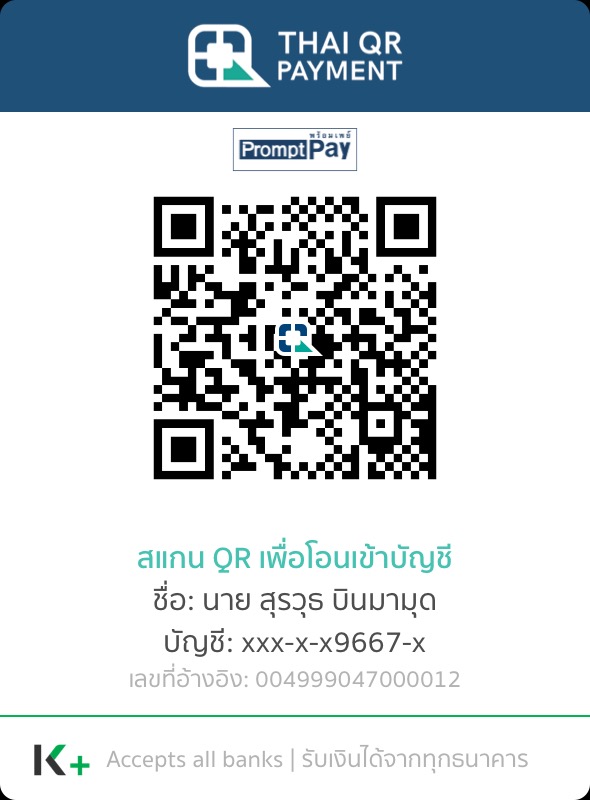 THAI QR
PAYMENT
พร้อมเพย์
PromptPay
สแกน QR เพื่อโอนเข้าบัญชี
ชื่อ: นาย สุรวุธ บินมามุด
บัญชี: xxx-x-x9667-x
เลขที่อ้างอิง: 004999047000012
K+ Accepts all banks | รับเงินได้จากทุกธนาคาร